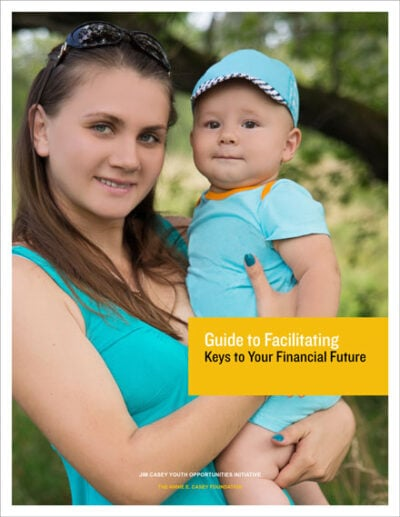 Guide to Facilitating
Keys to Your Financial Future
JIM CASEY YOUTH OPPORTUNITIES INITIATIVE
THE ANNIE E. CASEY FOUNDATION